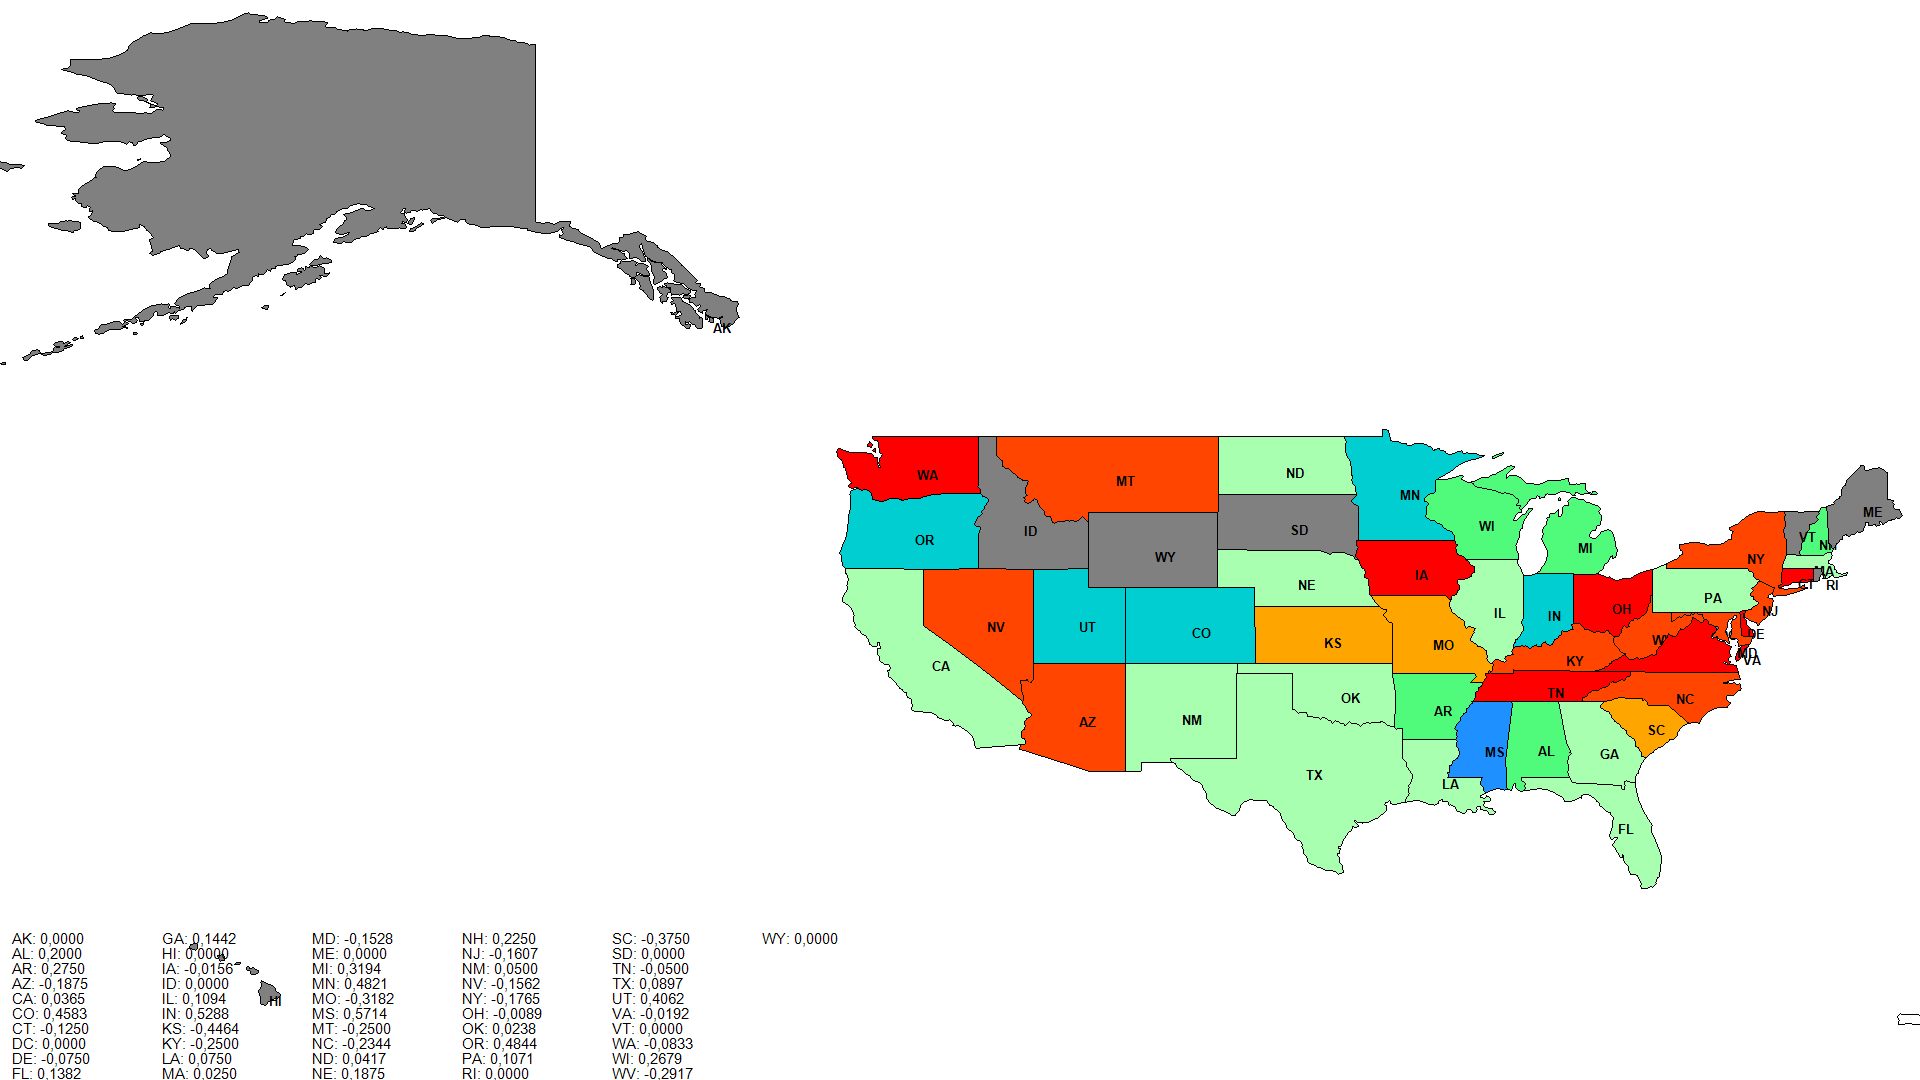 AK
WA
MT
ND
MN
ID
OR
SD
WI
MI
ME
VT
NH
NY
MA
CT
RI
WY
NE
IA
IL
IN
OH
PA
NJ
NV
UT
CO
KS
MO
KY
DE
MD
VA
CA
AZ
NM
OK
AR
TN
NC
SC
TX
LA
MS
AL
GA
FL
HI
AK: 0,0000 GA: 0,1442 MD: -0,1528 NH: 0,2250 SC: -0,3750 WY: 0,0000
AL: 0,2000 HI: 0,0000 ME: 0,0000 NJ: -0,1607 SD: 0,0000
AR: 0,2750 IA: -0,0156 MI: 0,3194 NM: 0,0500 TN: -0,0500
AZ: -0,1875 ID: 0,0000 MN: 0,4821 NV: -0,1562 TX: 0,0897
CA: 0,0365 IL: 0,1094 MO: -0,3182 NY: -0,1765 UT: 0,4062
CO: 0,4583 IN: 0,5288 MS: 0,5714 OH: -0,0089 VA: -0,0192
CT: -0,1250 KS: -0,4464 MT: -0,2500 OK: 0,0238 VT: 0,0000
DC: 0,0000 KY: -0,2500 NC: -0,2344 OR: 0,4844 WA: -0,0833
DE: -0,0750 LA: 0,0750 ND: 0,0417 PA: 0,1071 WI: 0,2679
FL: 0,1382 MA: 0,0250 NE: 0,1875 RI: 0,0000 WV: -0,2917